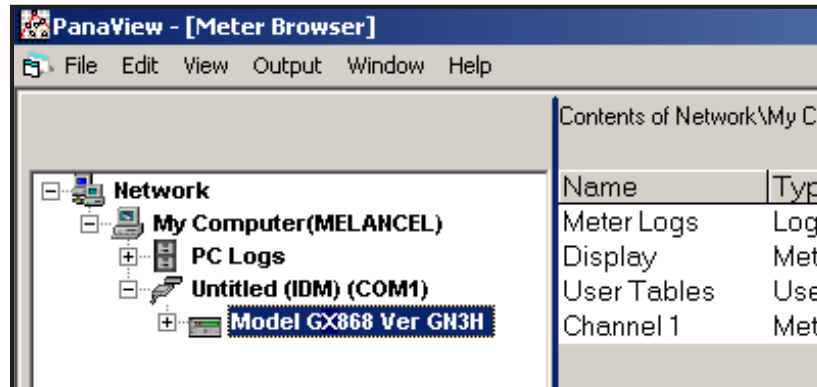 PanaView - [Meter Browser]
File Edit View Output Window Help
Contents of Network\My C
Network
My Computer(MELANCEL)
PC Logs
Untitled (IDM) (COM1)
Model GX868 Ver GN3H
Name Typ
Meter Logs Log
Display Met
User Tables Use
Channel 1 Met